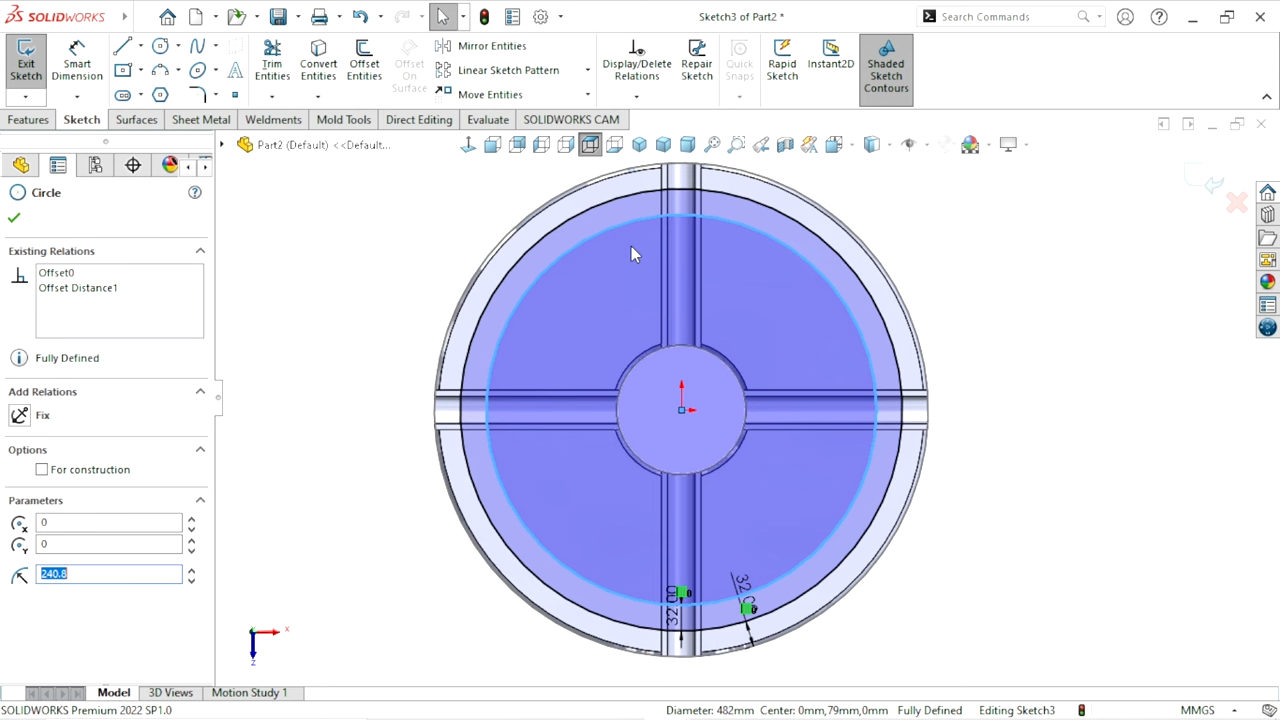 SOLIDWORKS
Sketch3 of Part2 *
Search Commands
Exit Sketch
Smart Dimension
Trim Entities
Convert Entities
Offset Entities
Offset On Surface
Mirror Entities
Linear Sketch Pattern
Move Entities
Display/Delete Relations
Repair Sketch
Quick Snaps
Rapid Sketch
Instant2D
Shaded Sketch Contours
Features
Sketch
Surfaces
Sheet Metal
Weldments
Mold Tools
Direct Editing
Evaluate
SOLIDWORKS CAM
Part2 (Default) <<Default...
Circle
Existing Relations
Offset0
Offset Distance1
Fully Defined
Add Relations
Fix
Options
For construction
Parameters
0
0
240.8
32.00
X
Z
Model
3D Views
Motion Study 1
SOLIDWORKS Premium 2022 SP1.0
Diameter: 482mm
Center: 0mm,79mm,0mm
Fully Defined
Editing Sketch3
MMGS